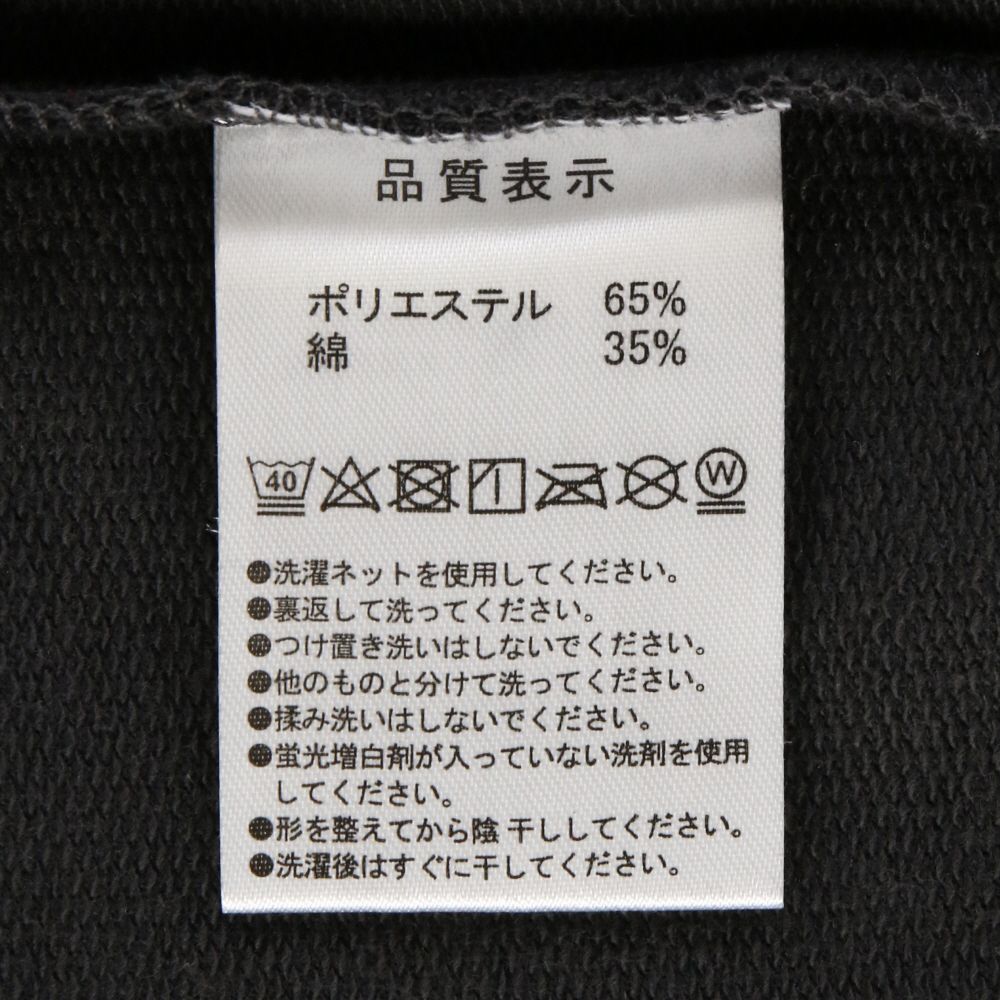 品質表示
ポリエステル 65%
綿 35%
40 W
●洗濯ネットを使用してください。
●裏返して洗ってください。
●つけ置き洗いはしないでください。
●他のものと分けて洗ってください。
●揉み洗いはしないでください。
●蛍光増白剤が入っていない洗剤を使用
してください。
●形を整えてから陰干ししてください。
●洗濯後はすぐに干してください。